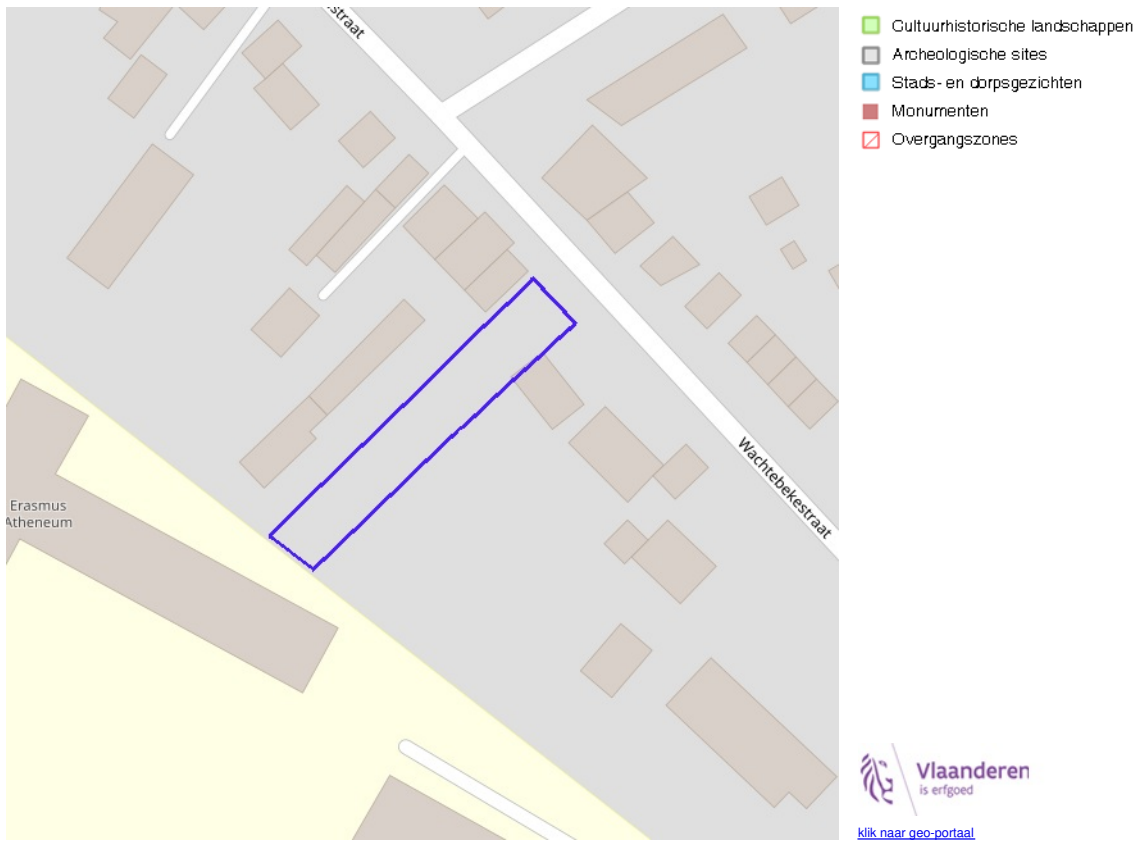 straat
Cultuurhistorische landschappen
Archeologische sites
Stads- en dorpsgezichten
Monumenten
Overgangszones
Wachtebekestraat
Erasmus
Atheneum
Vlaanderen
is erfgoed
klik naar geo-portaal